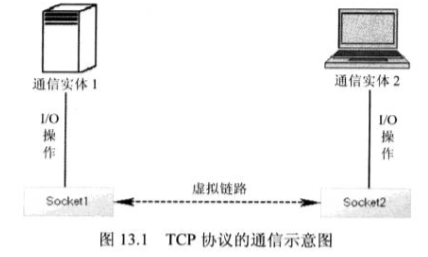 通信实体 1
通信实体 2
I/O
操
作
I/O
操
作
虚拟链路
Socket1
Socket2
图 13.1 TCP 协议的通信示意图